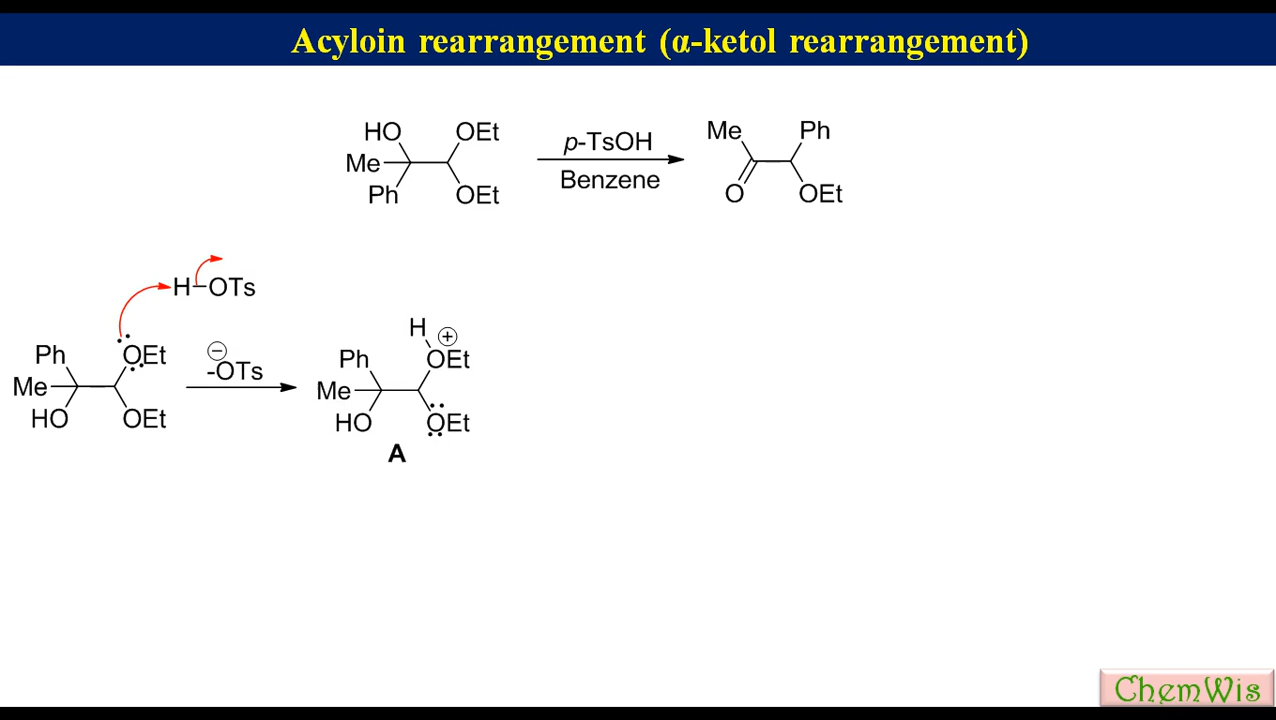 Acyloin rearrangement (α-ketol rearrangement)
HO OEt
Me
Ph OEt
p-TsOH
Benzene
Me Ph
O OEt
H–OTs
Ph OEt
Me
HO OEt
⊖
-OTs
H ⊕
Ph OEt
Me
HO OEt
A
ChemWis